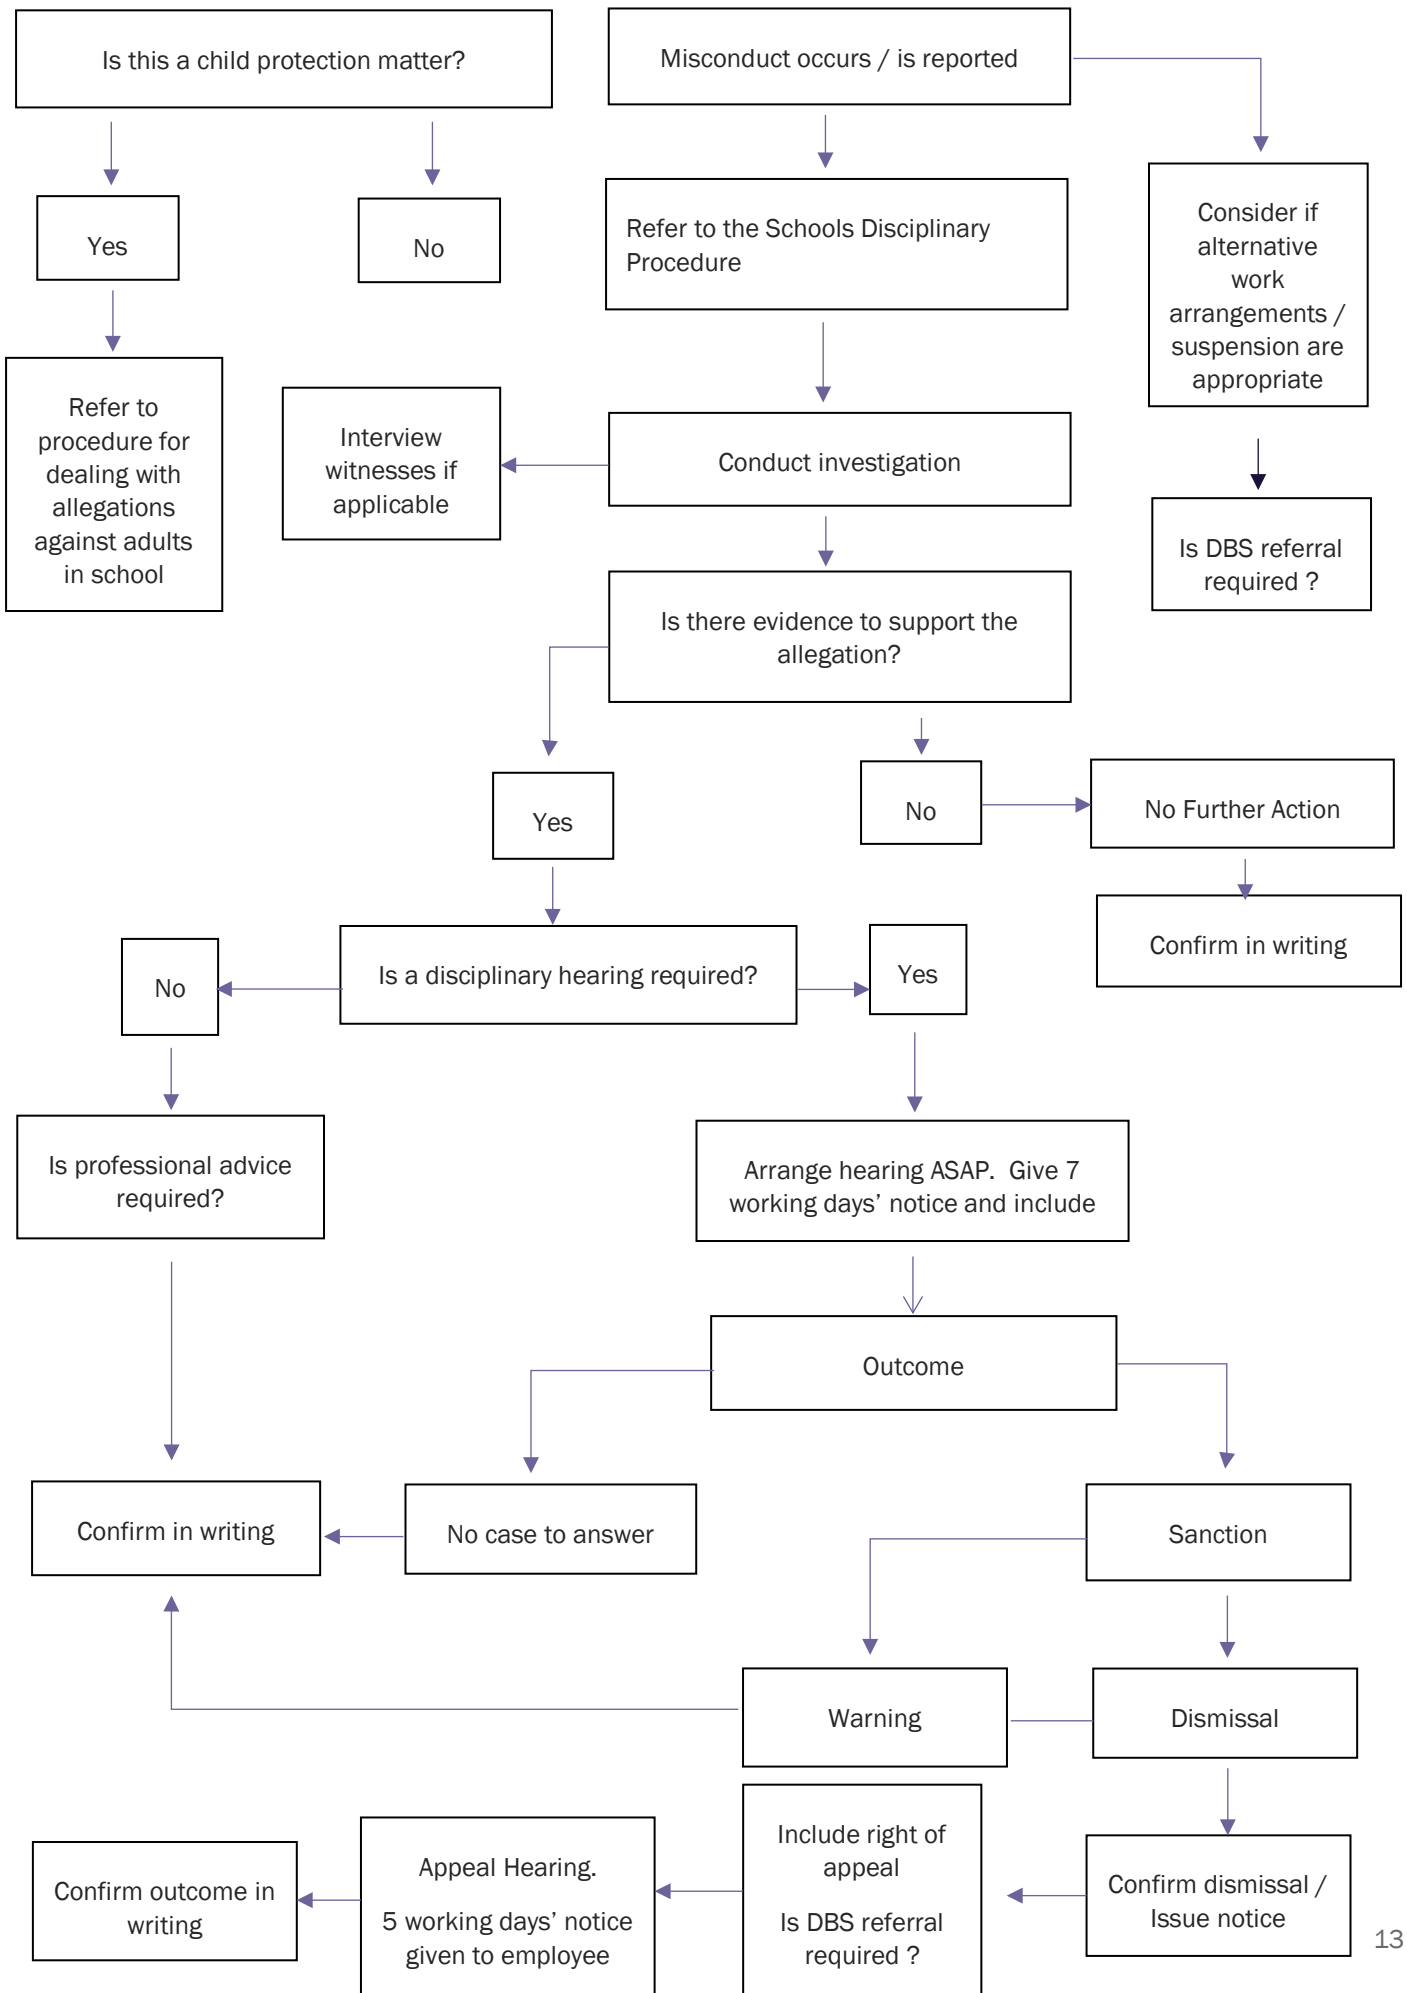 Is this a child protection matter?
Misconduct occurs / is reported
Yes
No
Refer to the Schools Disciplinary
Procedure
Consider if
alternative
work
arrangements /
suspension are
appropriate
Refer to
procedure for
dealing with
allegations
against adults
in school
Interview
witnesses if
applicable
Conduct investigation
Is DBS referral
required ?
Is there evidence to support the
allegation?
Yes
No
No Further Action
Confirm in writing
No
Is a disciplinary hearing required?
Yes
Is professional advice
required?
Arrange hearing ASAP.  Give 7
working days’ notice and include
Outcome
Confirm in writing
No case to answer
Sanction
Warning
Dismissal
Confirm outcome in
writing
Appeal Hearing.
5 working days’ notice
given to employee
Include right of
appeal
Is DBS referral
required ?
Confirm dismissal /
Issue notice
13